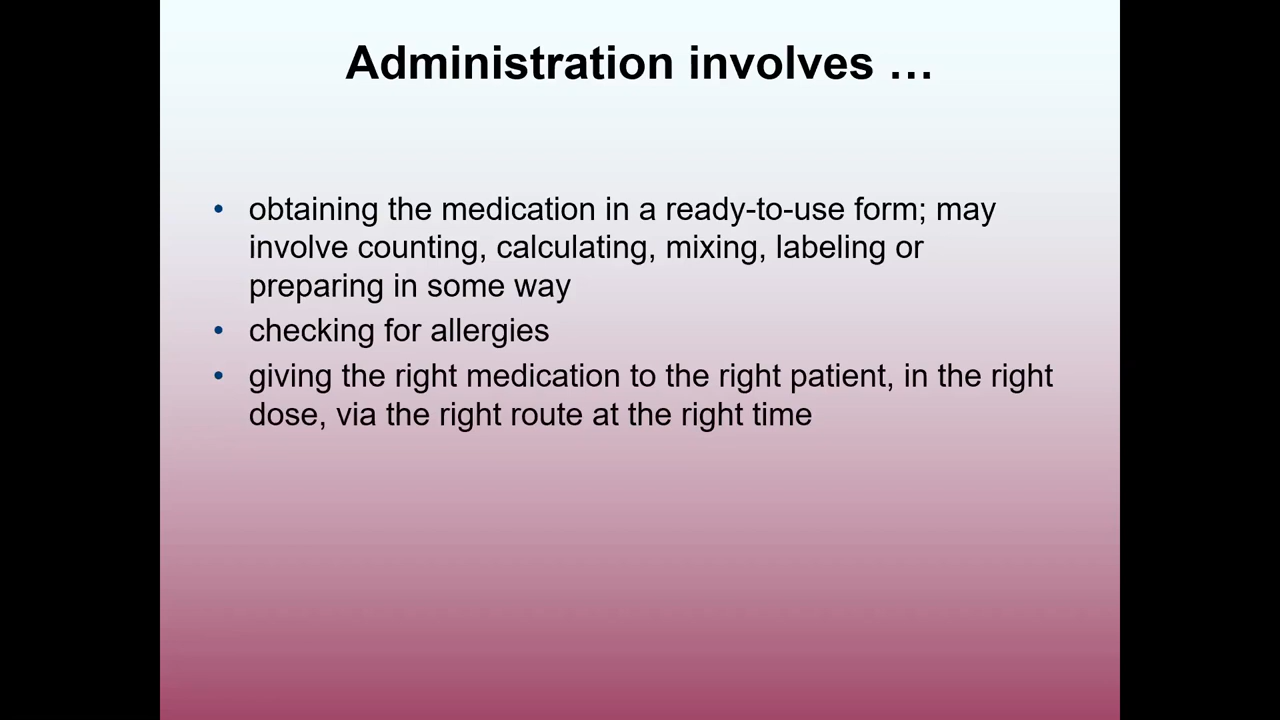 Administration involves …
• obtaining the medication in a ready-to-use form; may
involve counting, calculating, mixing, labeling or
preparing in some way
• checking for allergies
• giving the right medication to the right patient, in the right
dose, via the right route at the right time